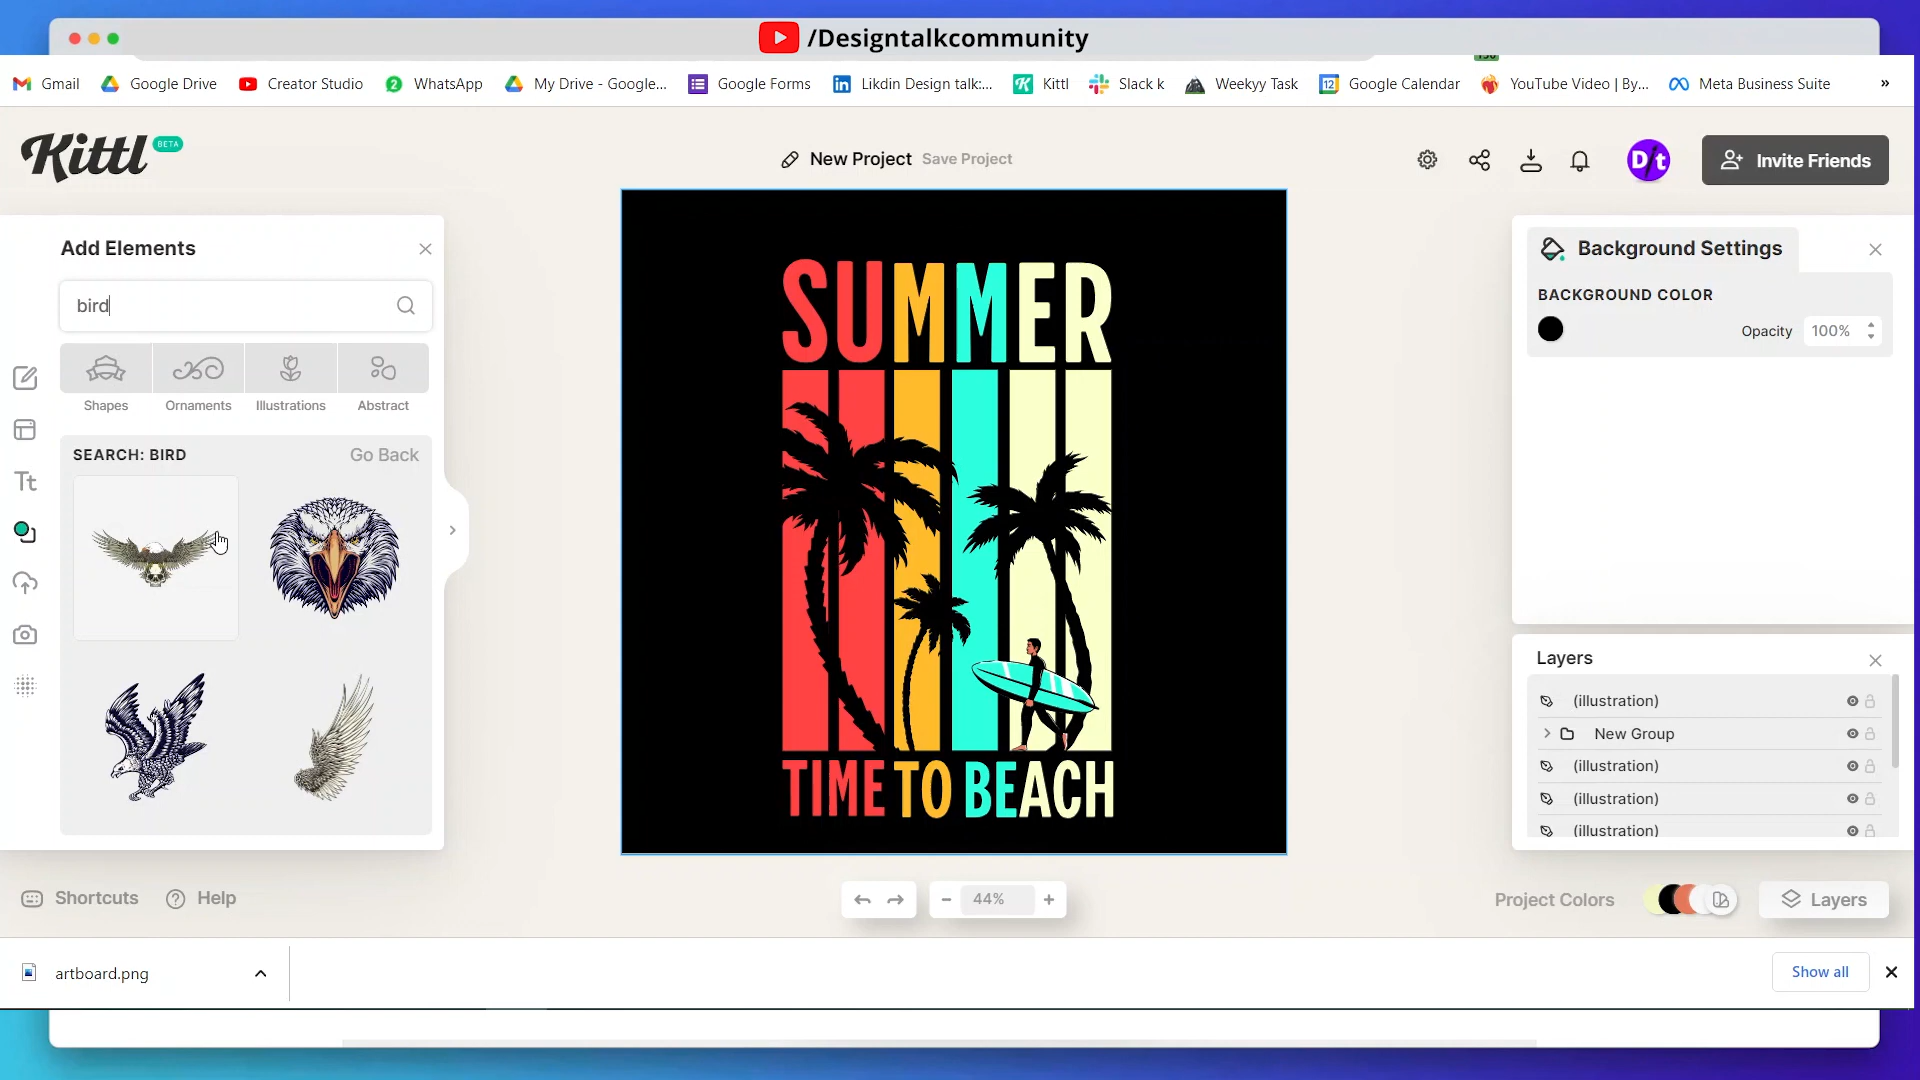 /Designtalkcommunity
Gmail
Google Drive
Creator Studio
WhatsApp
My Drive - Google...
Google Forms
Likdin Design talk:...
Kittl
Slack k
Weekyy Task
Google Calendar
YouTube Video | By...
Meta Business Suite
»
Kittl BETA
New Project Save Project
D/t
Invite Friends
Add Elements
bird
Shapes
Ornaments
Illustrations
Abstract
SEARCH: BIRD
Go Back
Tt
SUMMER
TIME TO BEACH
Background Settings
BACKGROUND COLOR
Opacity 100%
Layers
(illustration)
New Group
(illustration)
(illustration)
(illustration)
Shortcuts
Help
44%
Project Colors
Layers
artboard.png
Show all